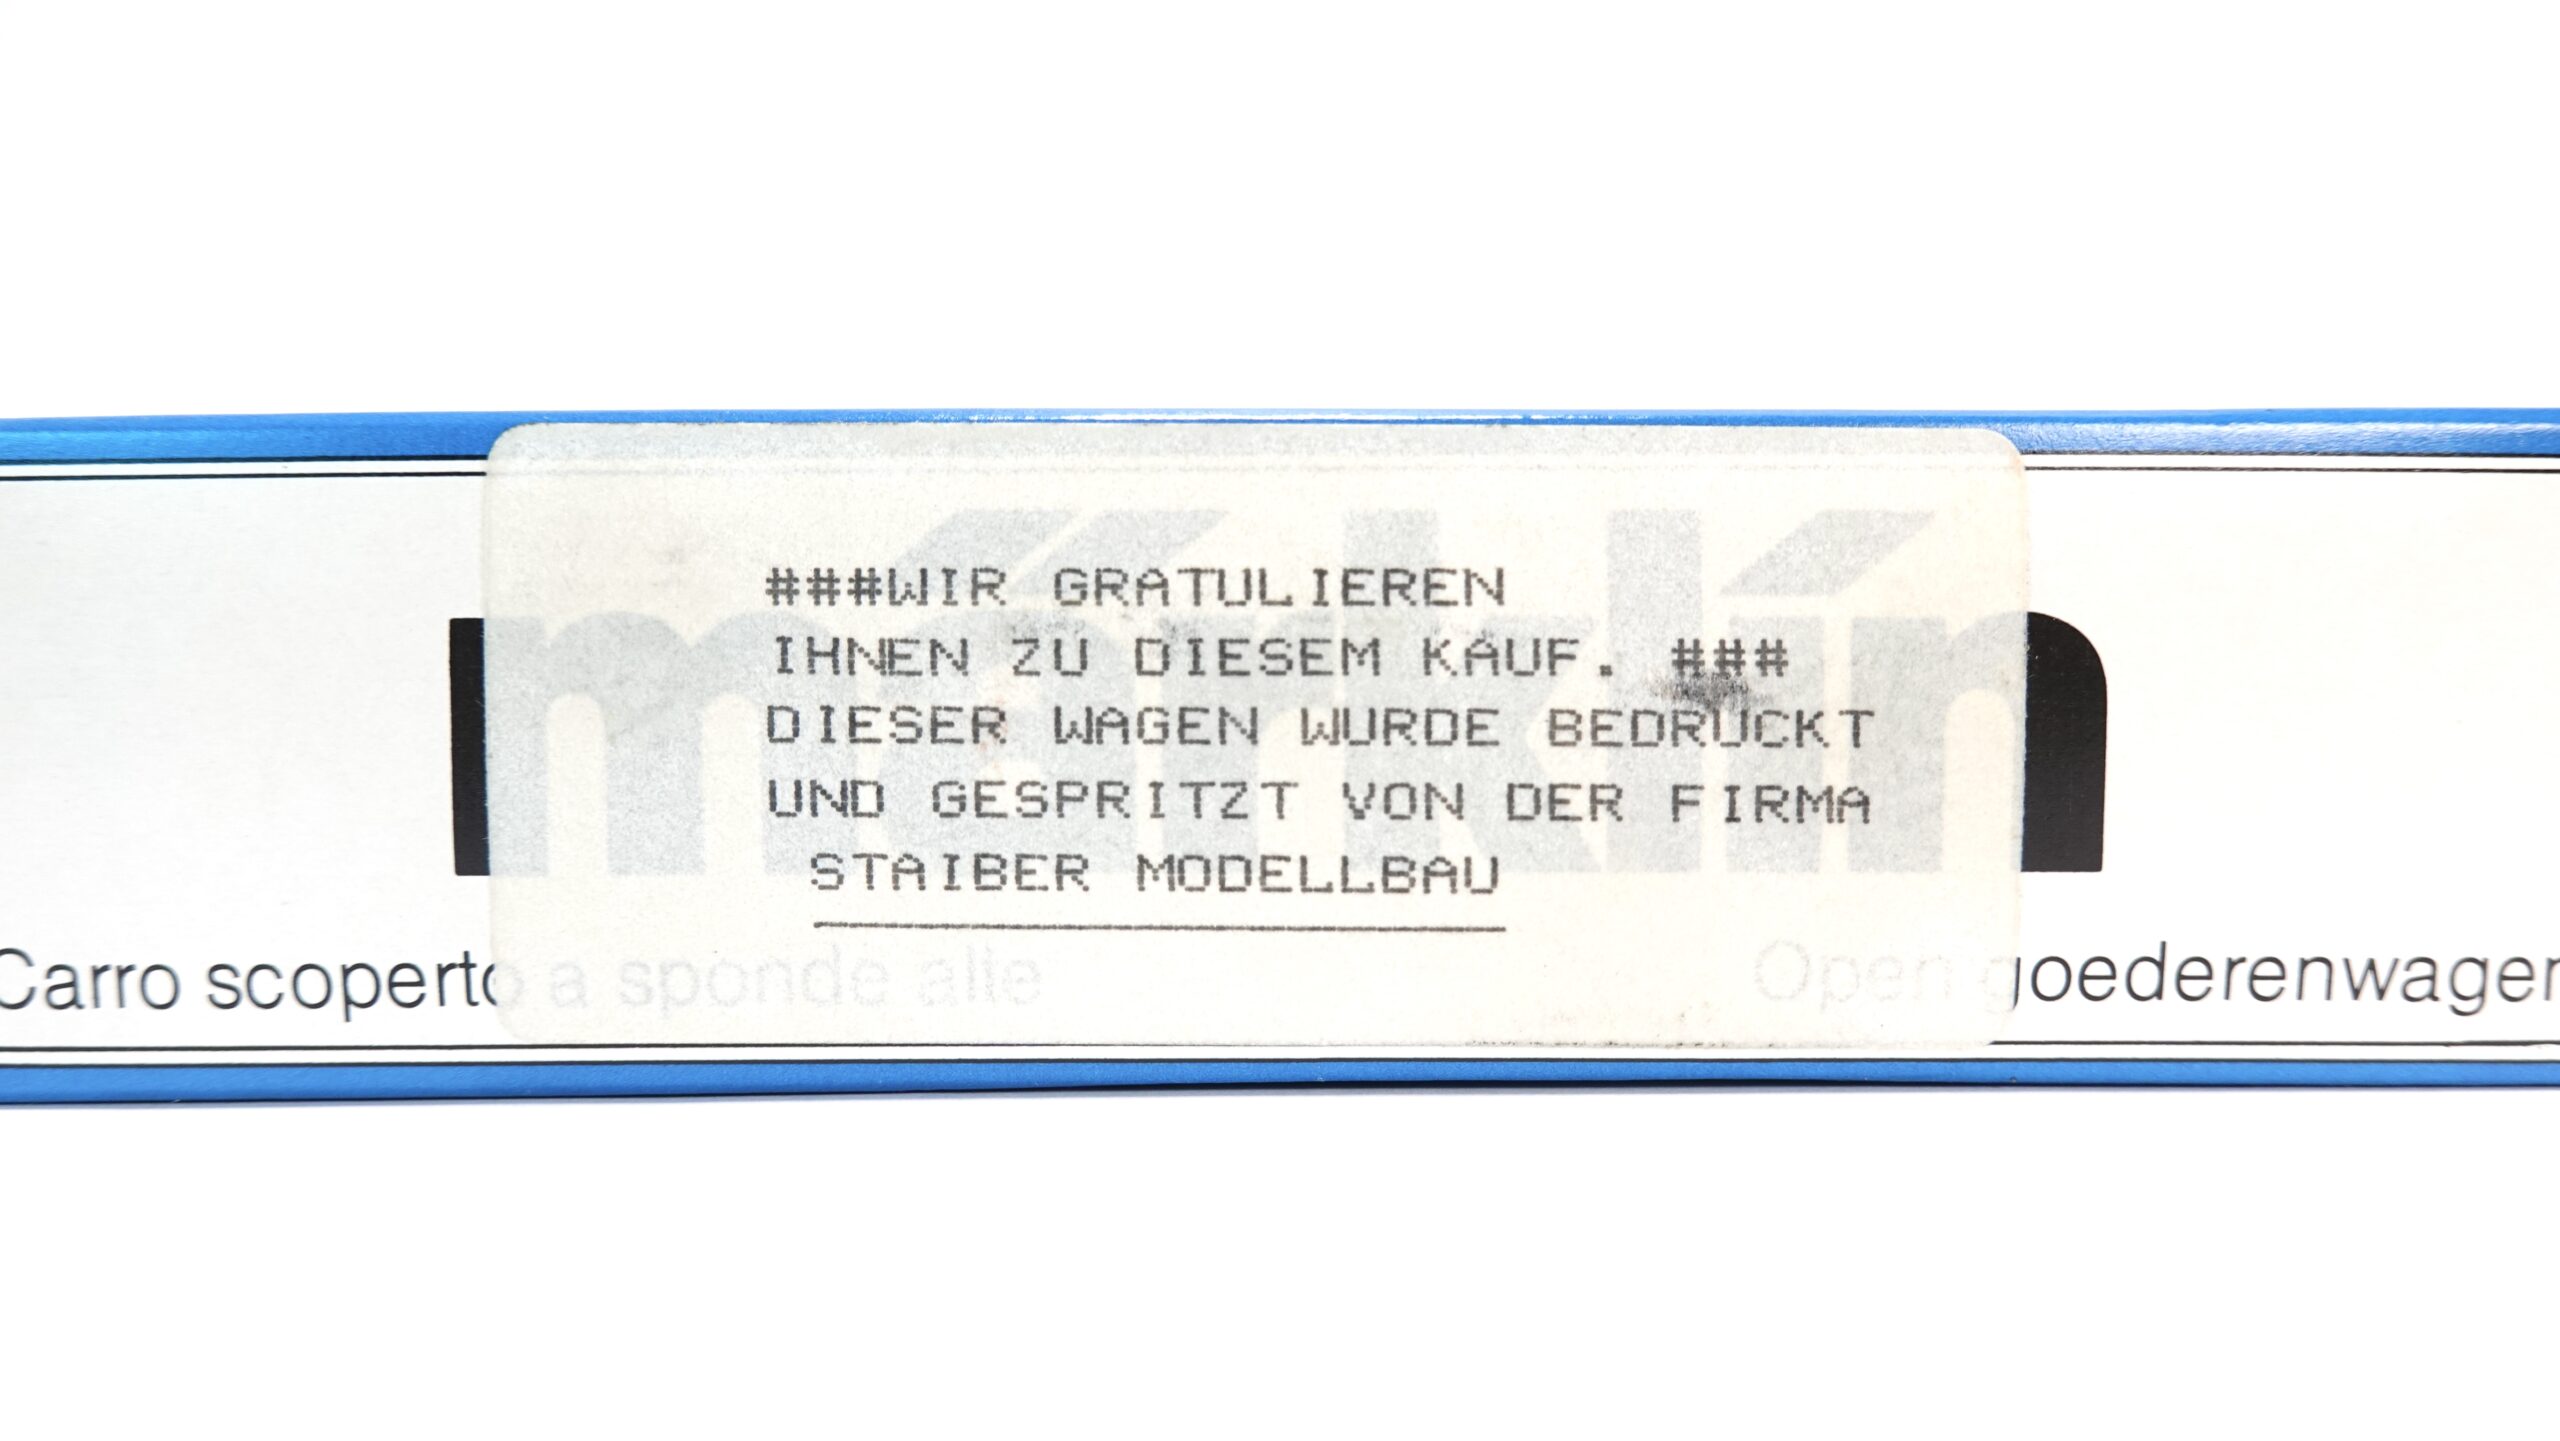 märklin
###WIR GRATULIEREN
IHNEN ZU DIESEM KAUF. ###
DIESER WAGEN WURDE BEDRUCKT
UND GESPRITZT VON DER FIRMA
STAIBER MODELLBAU
Carro scoperto a sponde alte
Open goederenwagen